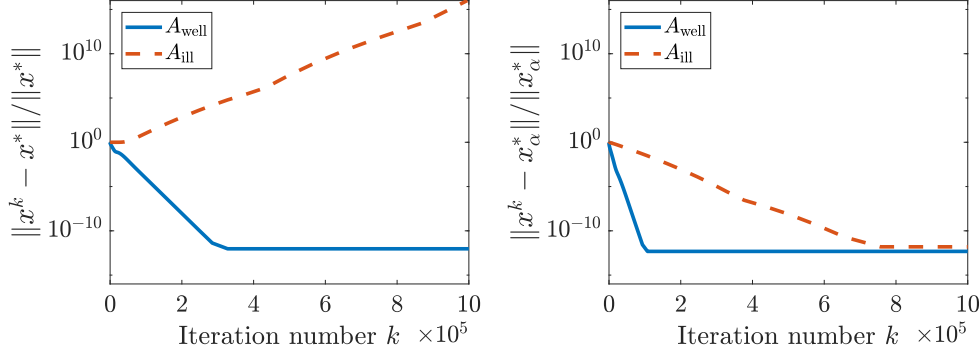 A_well
A_ill
10^10
10^0
10^−10
‖x^k − x^*‖/‖x^*‖
0 2 4 6 8 10
Iteration number k ×10^5
A_well
A_ill
10^10
10^0
10^−10
‖x^k − x^*_α‖/‖x^*_α‖
0 2 4 6 8 10
Iteration number k ×10^5